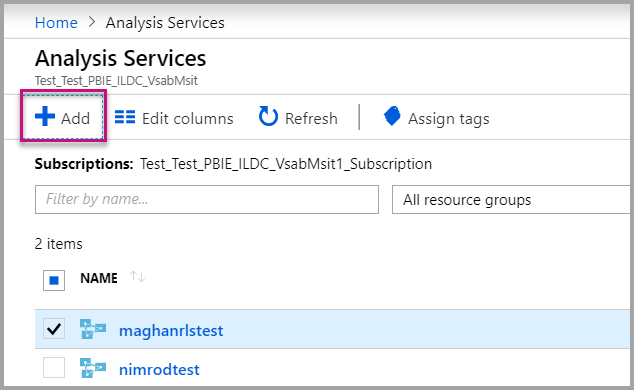 Home > Analysis Services
Analysis Services
Test_Test_PBIE_ILDC_VsabMsit
Add Edit columns Refresh Assign tags
Subscriptions: Test_Test_PBIE_ILDC_VsabMsit1_Subscription
Filter by name... All resource groups
2 items
NAME
maghanrlstest
nimrodtest